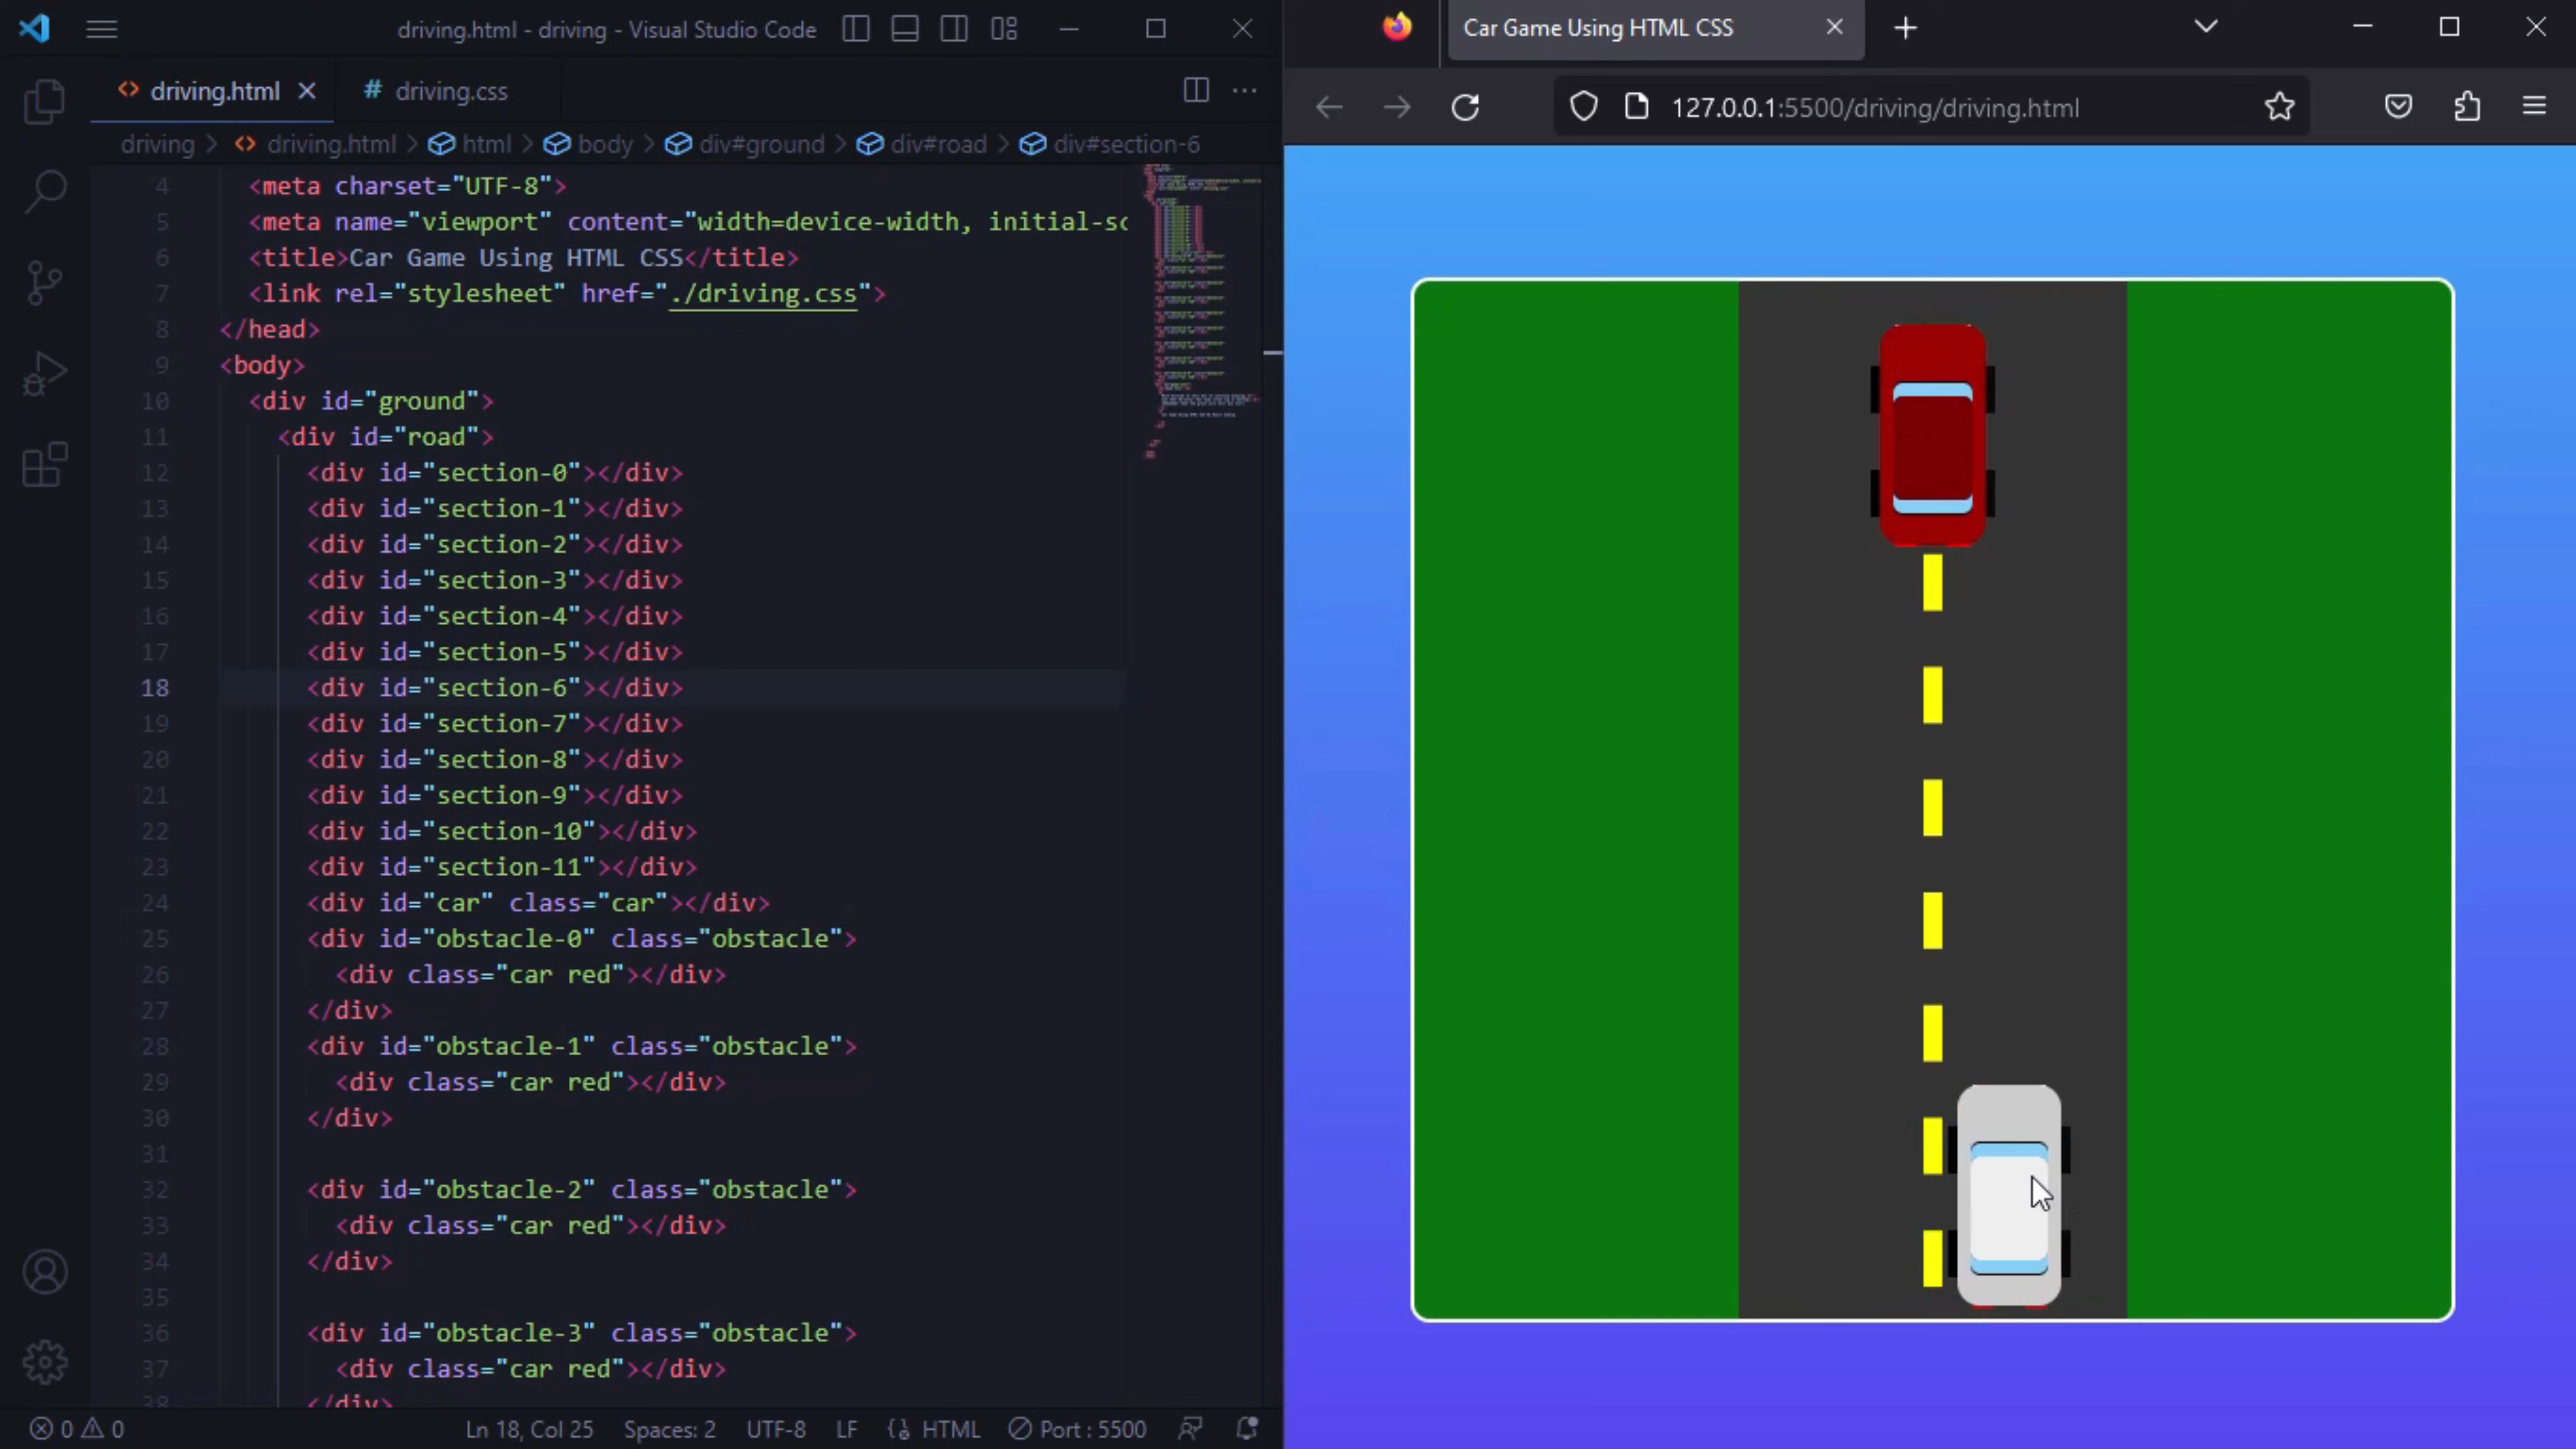 driving.html - driving - Visual Studio Code
driving.html
# driving.css
driving > driving.html > html > body > div#ground > div#road > div#section-6
4 <meta charset="UTF-8">
5 <meta name="viewport" content="width=device-width, initial-sc
6 <title>Car Game Using HTML CSS</title>
7 <link rel="stylesheet" href="./driving.css">
8 </head>
9 <body>
10 <div id="ground">
11 <div id="road">
12 <div id="section-0"></div>
13 <div id="section-1"></div>
14 <div id="section-2"></div>
15 <div id="section-3"></div>
16 <div id="section-4"></div>
17 <div id="section-5"></div>
18 <div id="section-6"></div>
19 <div id="section-7"></div>
20 <div id="section-8"></div>
21 <div id="section-9"></div>
22 <div id="section-10"></div>
23 <div id="section-11"></div>
24 <div id="car" class="car"></div>
25 <div id="obstacle-0" class="obstacle">
26 <div class="car red"></div>
27 </div>
28 <div id="obstacle-1" class="obstacle">
29 <div class="car red"></div>
30 </div>
31
32 <div id="obstacle-2" class="obstacle">
33 <div class="car red"></div>
34 </div>
35
36 <div id="obstacle-3" class="obstacle">
37 <div class="car red"></div>
38 </div>
0 0 Ln 18, Col 25 Spaces: 2 UTF-8 LF HTML Port : 5500
Car Game Using HTML CSS
127.0.0.1:5500/driving/driving.html